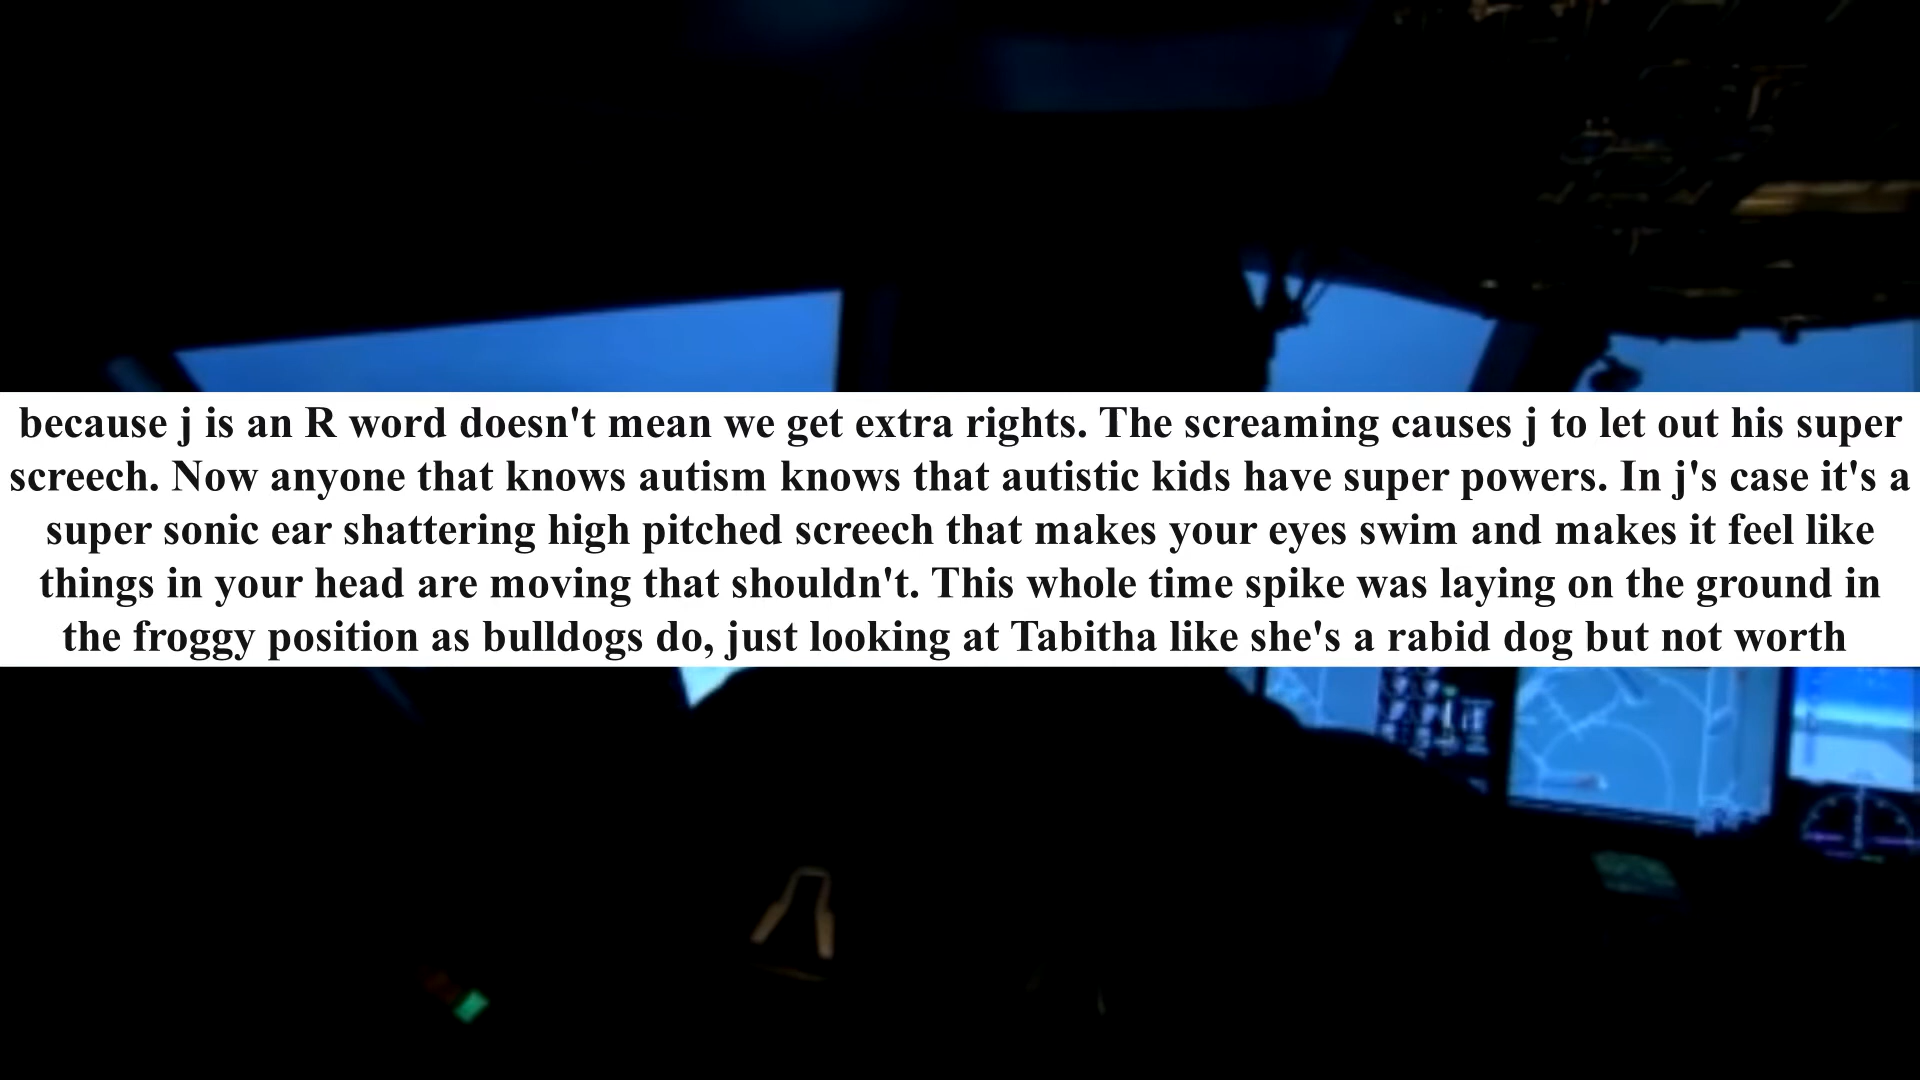 because j is an R word doesn't mean we get extra rights. The screaming causes j to let out his super
screech. Now anyone that knows autism knows that autistic kids have super powers. In j's case it's a
super sonic ear shattering high pitched screech that makes your eyes swim and makes it feel like
things in your head are moving that shouldn't. This whole time spike was laying on the ground in
the froggy position as bulldogs do, just looking at Tabitha like she's a rabid dog but not worth